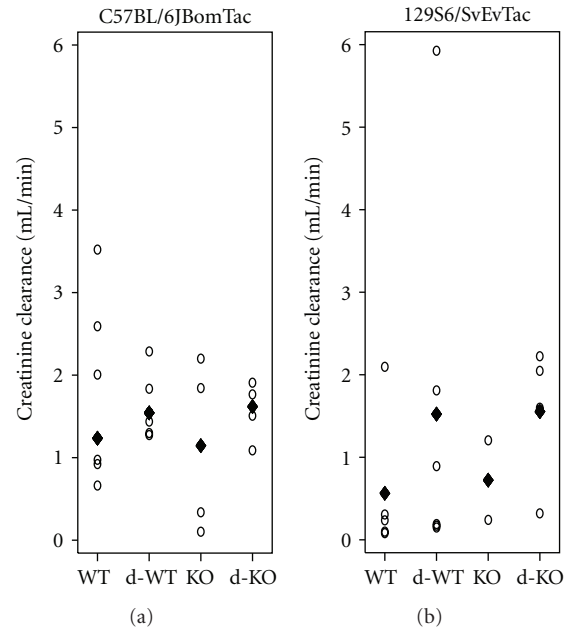 C57BL/6JBomTac
6
5
4
3
2
1
0
Creatinine clearance (mL/min)
WT d-WT KO d-KO
(a)
129S6/SvEvTac
6
5
4
3
2
1
0
Creatinine clearance (mL/min)
WT d-WT KO d-KO
(b)